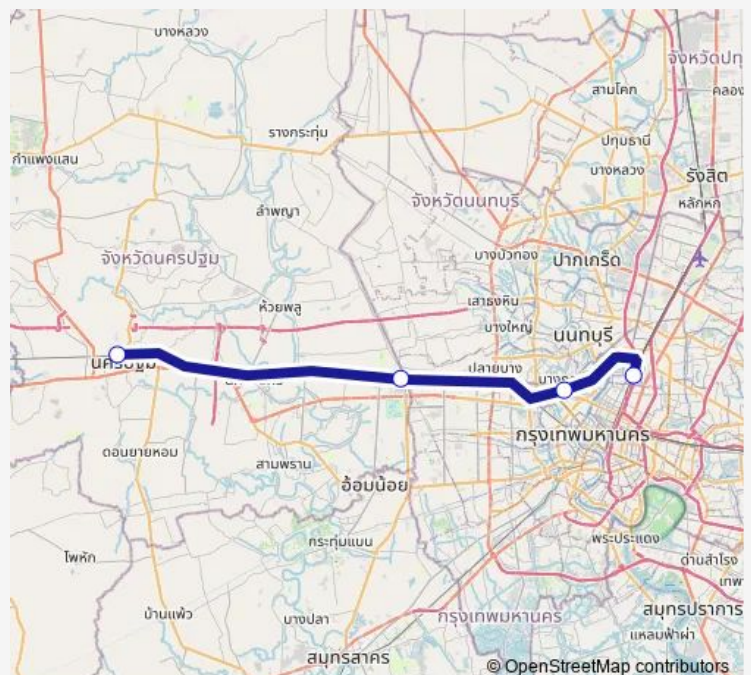 บางหลวง
จังหวัดปทุ
สามโคก
คลอง
รางกระทุ่ม
ปทุมธานี
กำแพงแสน
บางหลวง
รังสิต
จังหวัดนนทบุรี
หลักหก
ลำพญา
บางบัวทอง
ปากเกร็ด
จังหวัดนครปฐม
เสาธงหิน
ห้วยพลู
บางใหญ่
นนทบุรี
นครปฐม
ปลายบาง
กรุงเทพมหานคร
ดอนยายหอม
สามพราน
อ้อมน้อย
พระประแดง
กระทุ่มแบน
ไผ่หัก
ด่านสำโรง
เทพ
บ้านแพ้ว
บางปลา
กรุงเทพมหานคร
สมุทรปราการ
แหลมฟ้าผ่า
สมุทรสาคร
© OpenStreetMap contributors